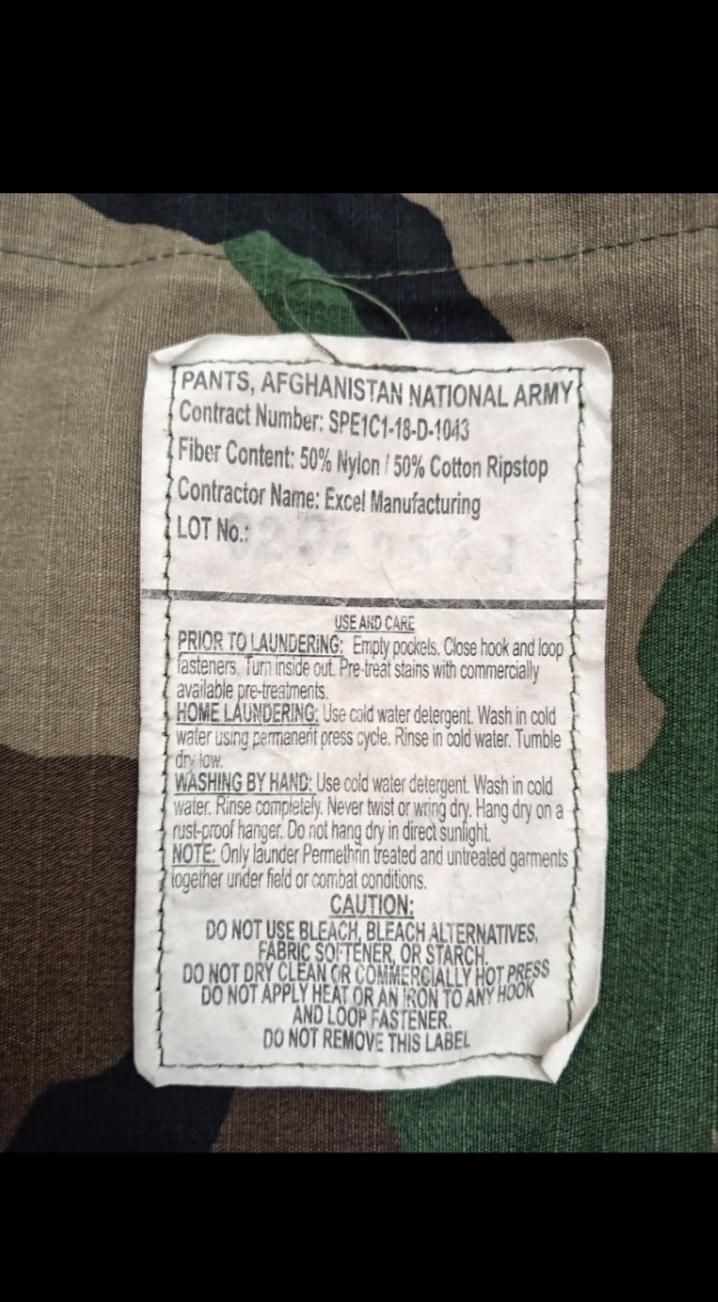 PANTS, AFGHANISTAN NATIONAL ARMY
Contract Number: SPE1C1-18-D-1043
Fiber Content: 50% Nylon / 50% Cotton Ripstop
Contractor Name: Excel Manufacturing
LOT No.:
USE AND CARE
PRIOR TO LAUNDERING: Empty pockets. Close hook and loop
fasteners. Turn inside out. Pre-treat stains with commercially
available pre-treatments.
HOME LAUNDERING: Use cold water detergent. Wash in cold
water using permanent press cycle. Rinse in cold water. Tumble
dry low.
WASHING BY HAND: Use cold water detergent. Wash in cold
water. Rinse completely. Never twist or wring dry. Hang dry on a
rust-proof hanger. Do not hang dry in direct sunlight.
NOTE: Only launder Permethrin treated and untreated garments
together under field or combat conditions.
CAUTION:
DO NOT USE BLEACH, BLEACH ALTERNATIVES,
FABRIC SOFTENER, OR STARCH.
DO NOT DRY CLEAN OR COMMERCIALLY HOT PRESS
DO NOT APPLY HEAT OR AN IRON TO ANY HOOK
AND LOOP FASTENER.
DO NOT REMOVE THIS LABEL